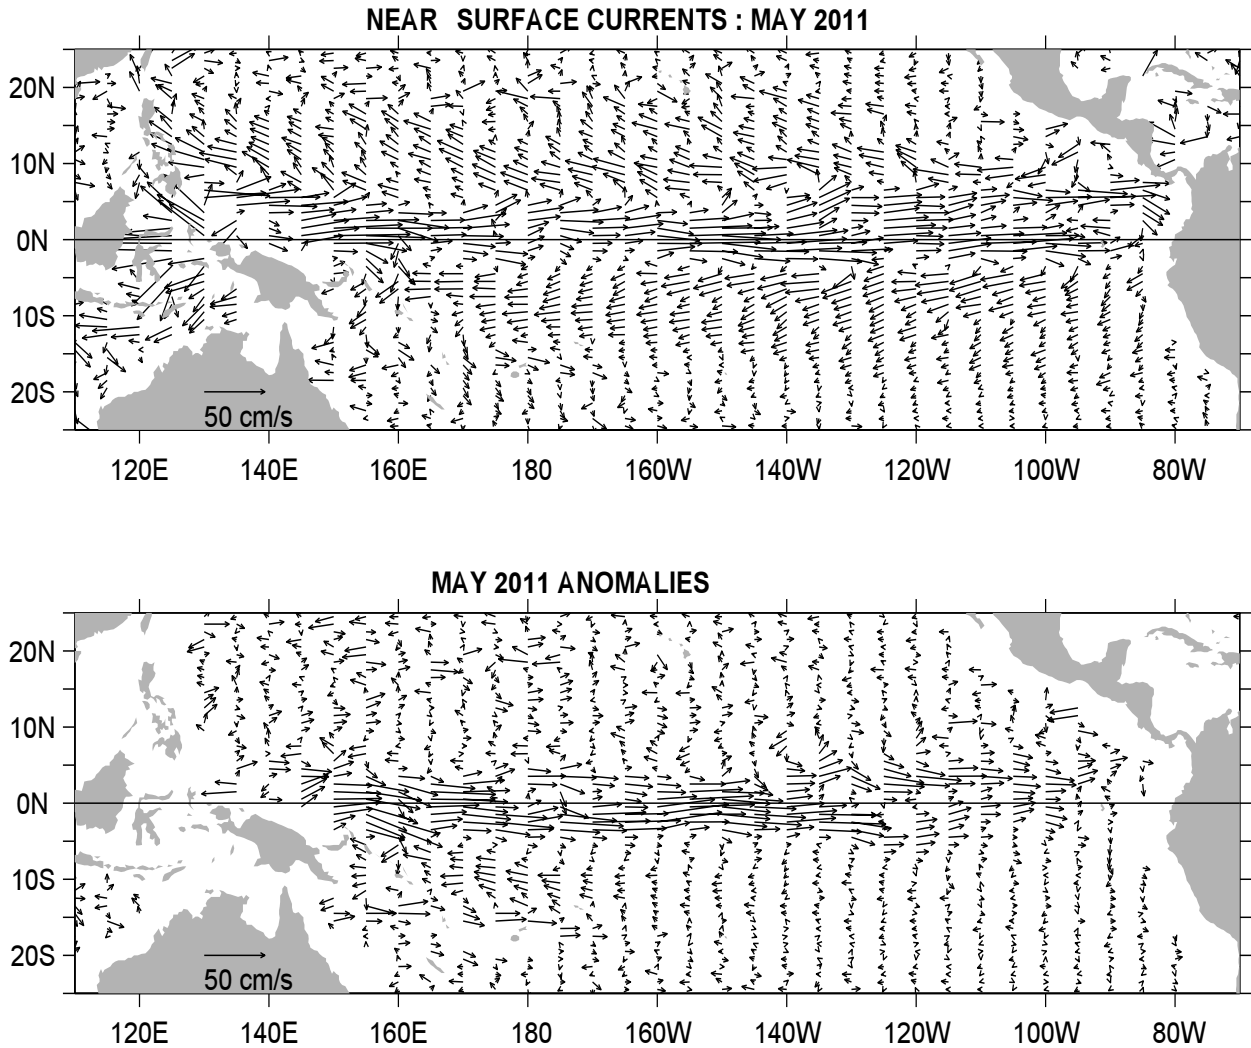 NEAR SURFACE CURRENTS : MAY 2011
20N
10N
0N
10S
20S
50 cm/s
120E 140E 160E 180 160W 140W 120W 100W 80W
MAY 2011 ANOMALIES
20N
10N
0N
10S
20S
50 cm/s
120E 140E 160E 180 160W 140W 120W 100W 80W